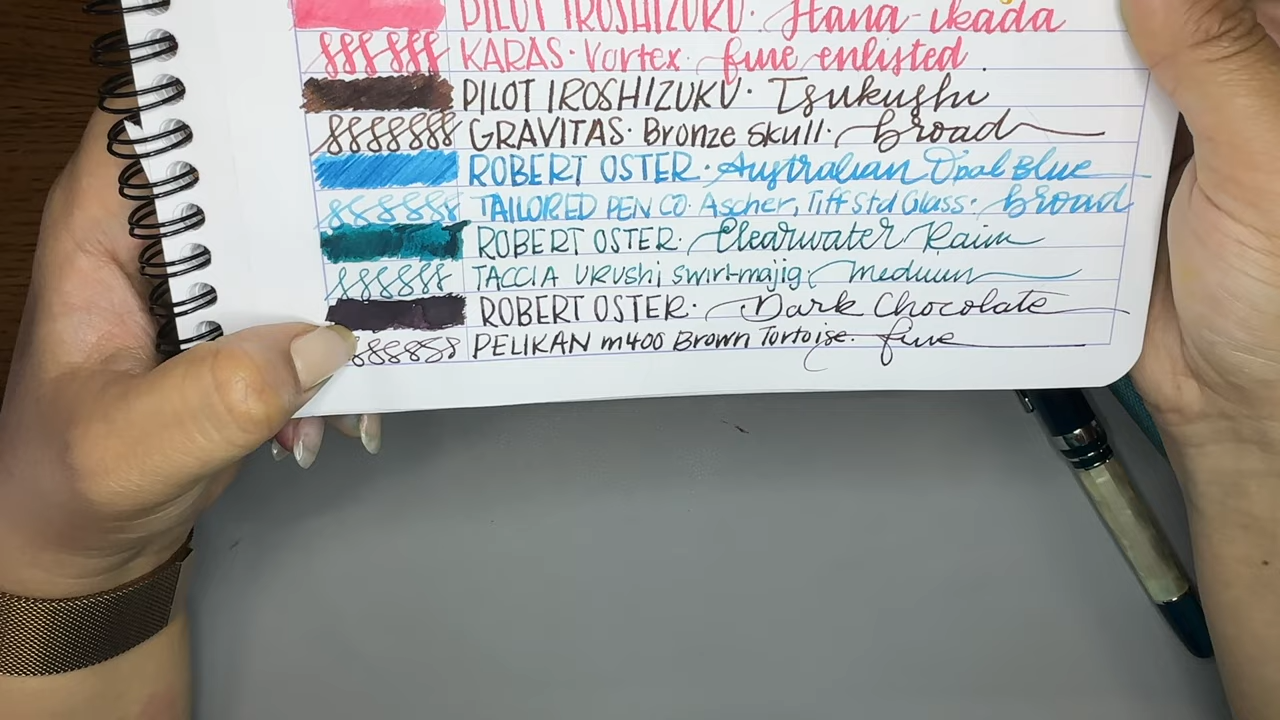 PILOT IROSHIZUKU· Hana-ikada
888 888 KARAS· Vortex· fine enlisted.
PILOT IROSHIZUKU· Tsukushi
8888888 GRAVITAS· Bronze Skull· broad
ROBERT OSTER· Australian Opal Blue
888888 TAILORED PEN CO· Ascher, Tiff Std Glass· broad
ROBERT OSTER· Clearwater Rain
888888 TACCIA Urushi swirl-majig· medium
ROBERT OSTER· Dark Chocolate
888888 PELIKAN m400 Brown Tortoise· fine